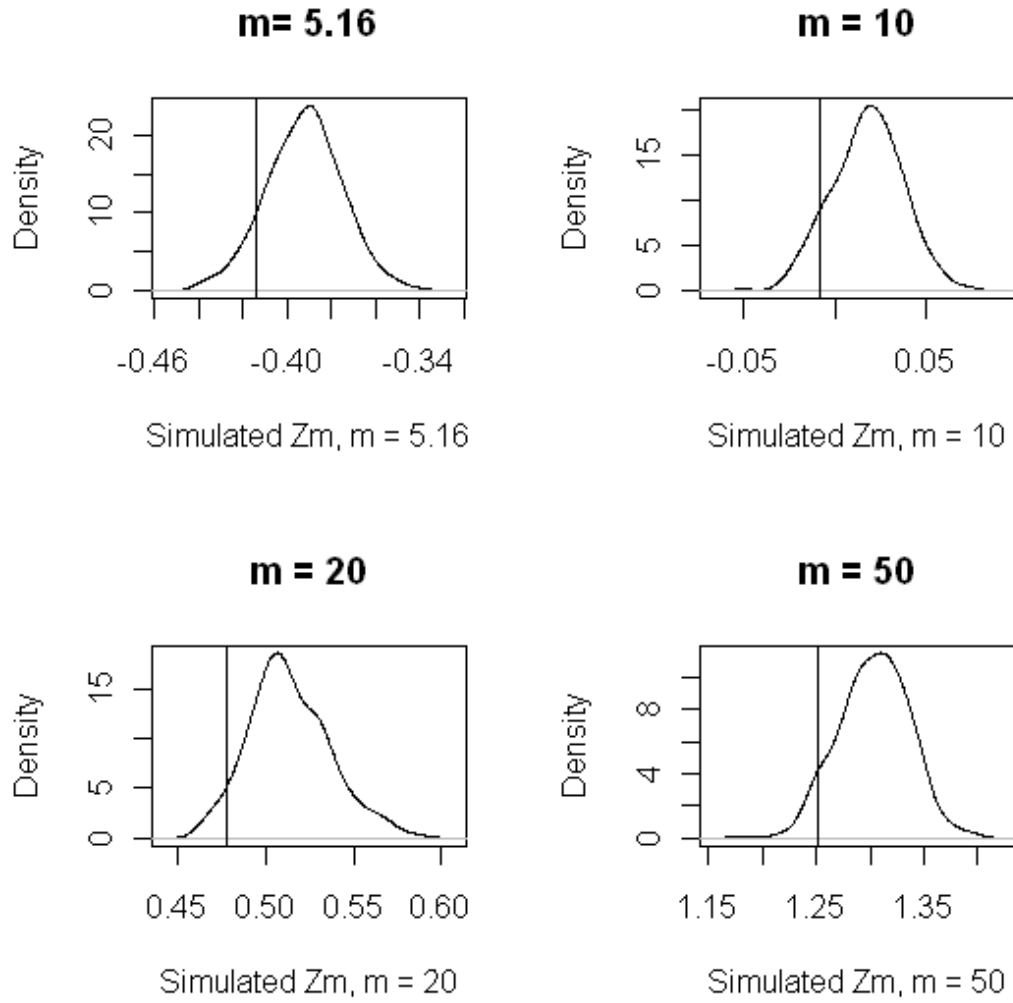 m= 5.16
Density
0 10 20
-0.46 -0.40 -0.34
Simulated Zm, m = 5.16
m = 10
Density
0 5 15
-0.05 0.05
Simulated Zm, m = 10
m = 20
Density
0 5 15
0.45 0.50 0.55 0.60
Simulated Zm, m = 20
m = 50
Density
0 4 8
1.15 1.25 1.35
Simulated Zm, m = 50